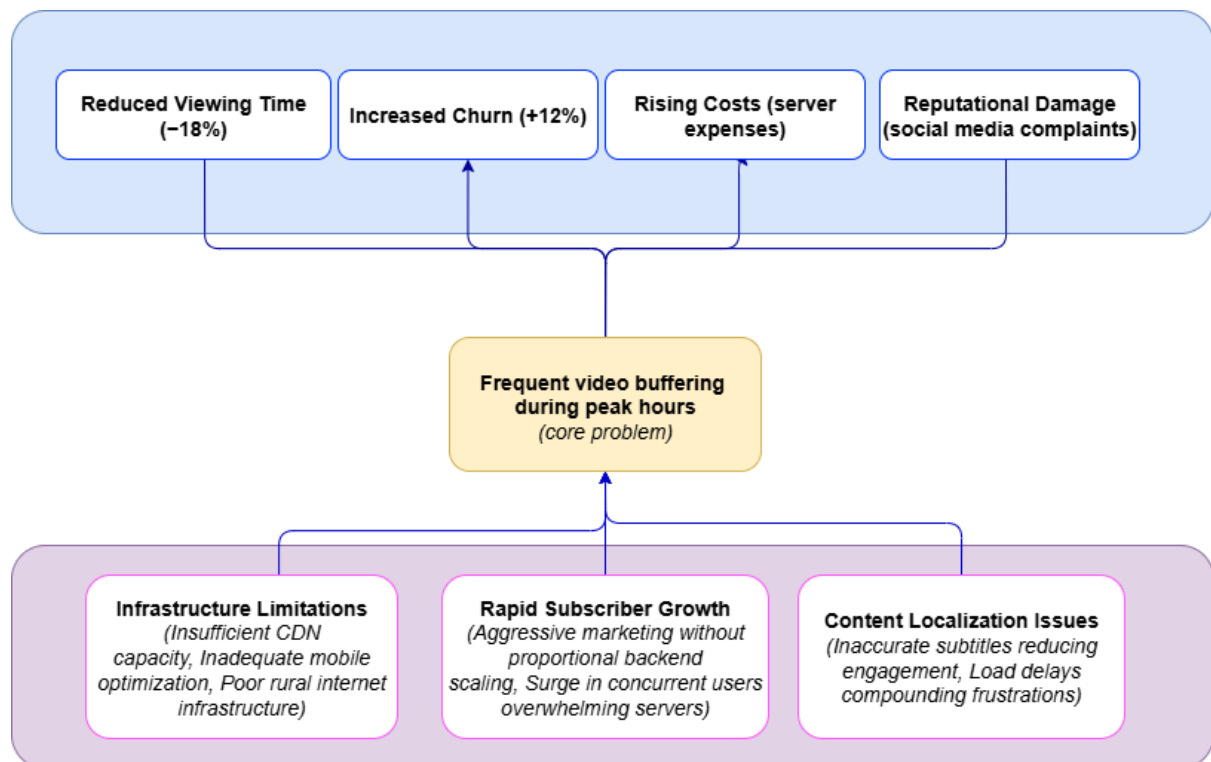 Reduced Viewing Time
(−18%)
Increased Churn (+12%)
Rising Costs (server
expenses)
Reputational Damage
(social media complaints)
Frequent video buffering
during peak hours
(core problem)
Infrastructure Limitations
(Insufficient CDN
capacity, Inadequate mobile
optimization, Poor rural internet
infrastructure)
Rapid Subscriber Growth
(Aggressive marketing without
proportional backend
scaling, Surge in concurrent users
overwhelming servers)
Content Localization Issues
(Inaccurate subtitles reducing
engagement, Load delays
compounding frustrations)